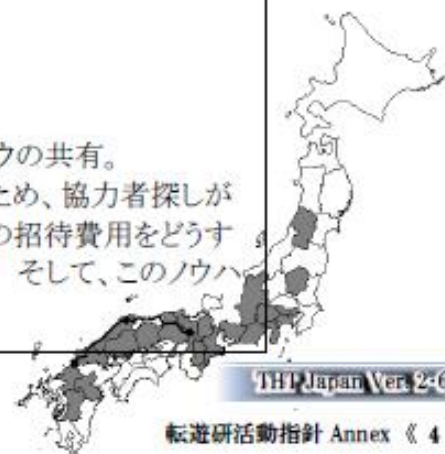 ウの共有。
ため、協力者探しが
の招待費用をどうす
そして、このノウハ
THT Japan Ver. 2-6
転遊研活動指針 Annex 《 4